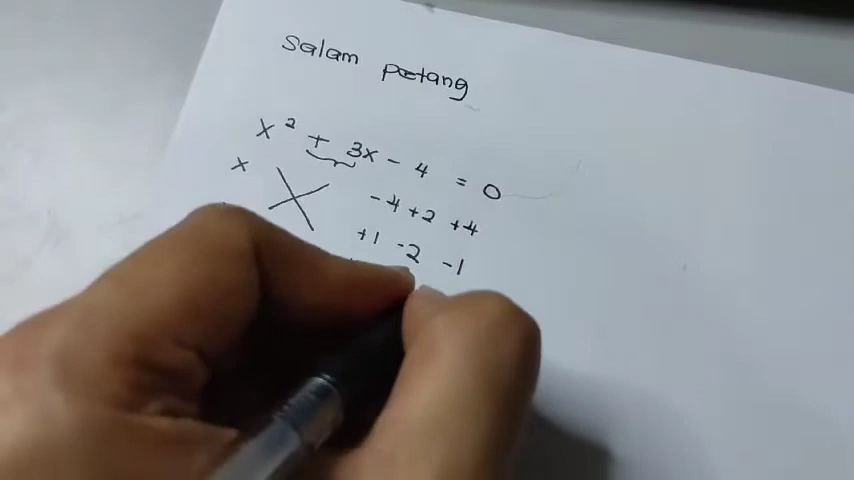 Salam petang
x² + 3x - 4 = 0
x -4 +2 +4
+1 -2 -1